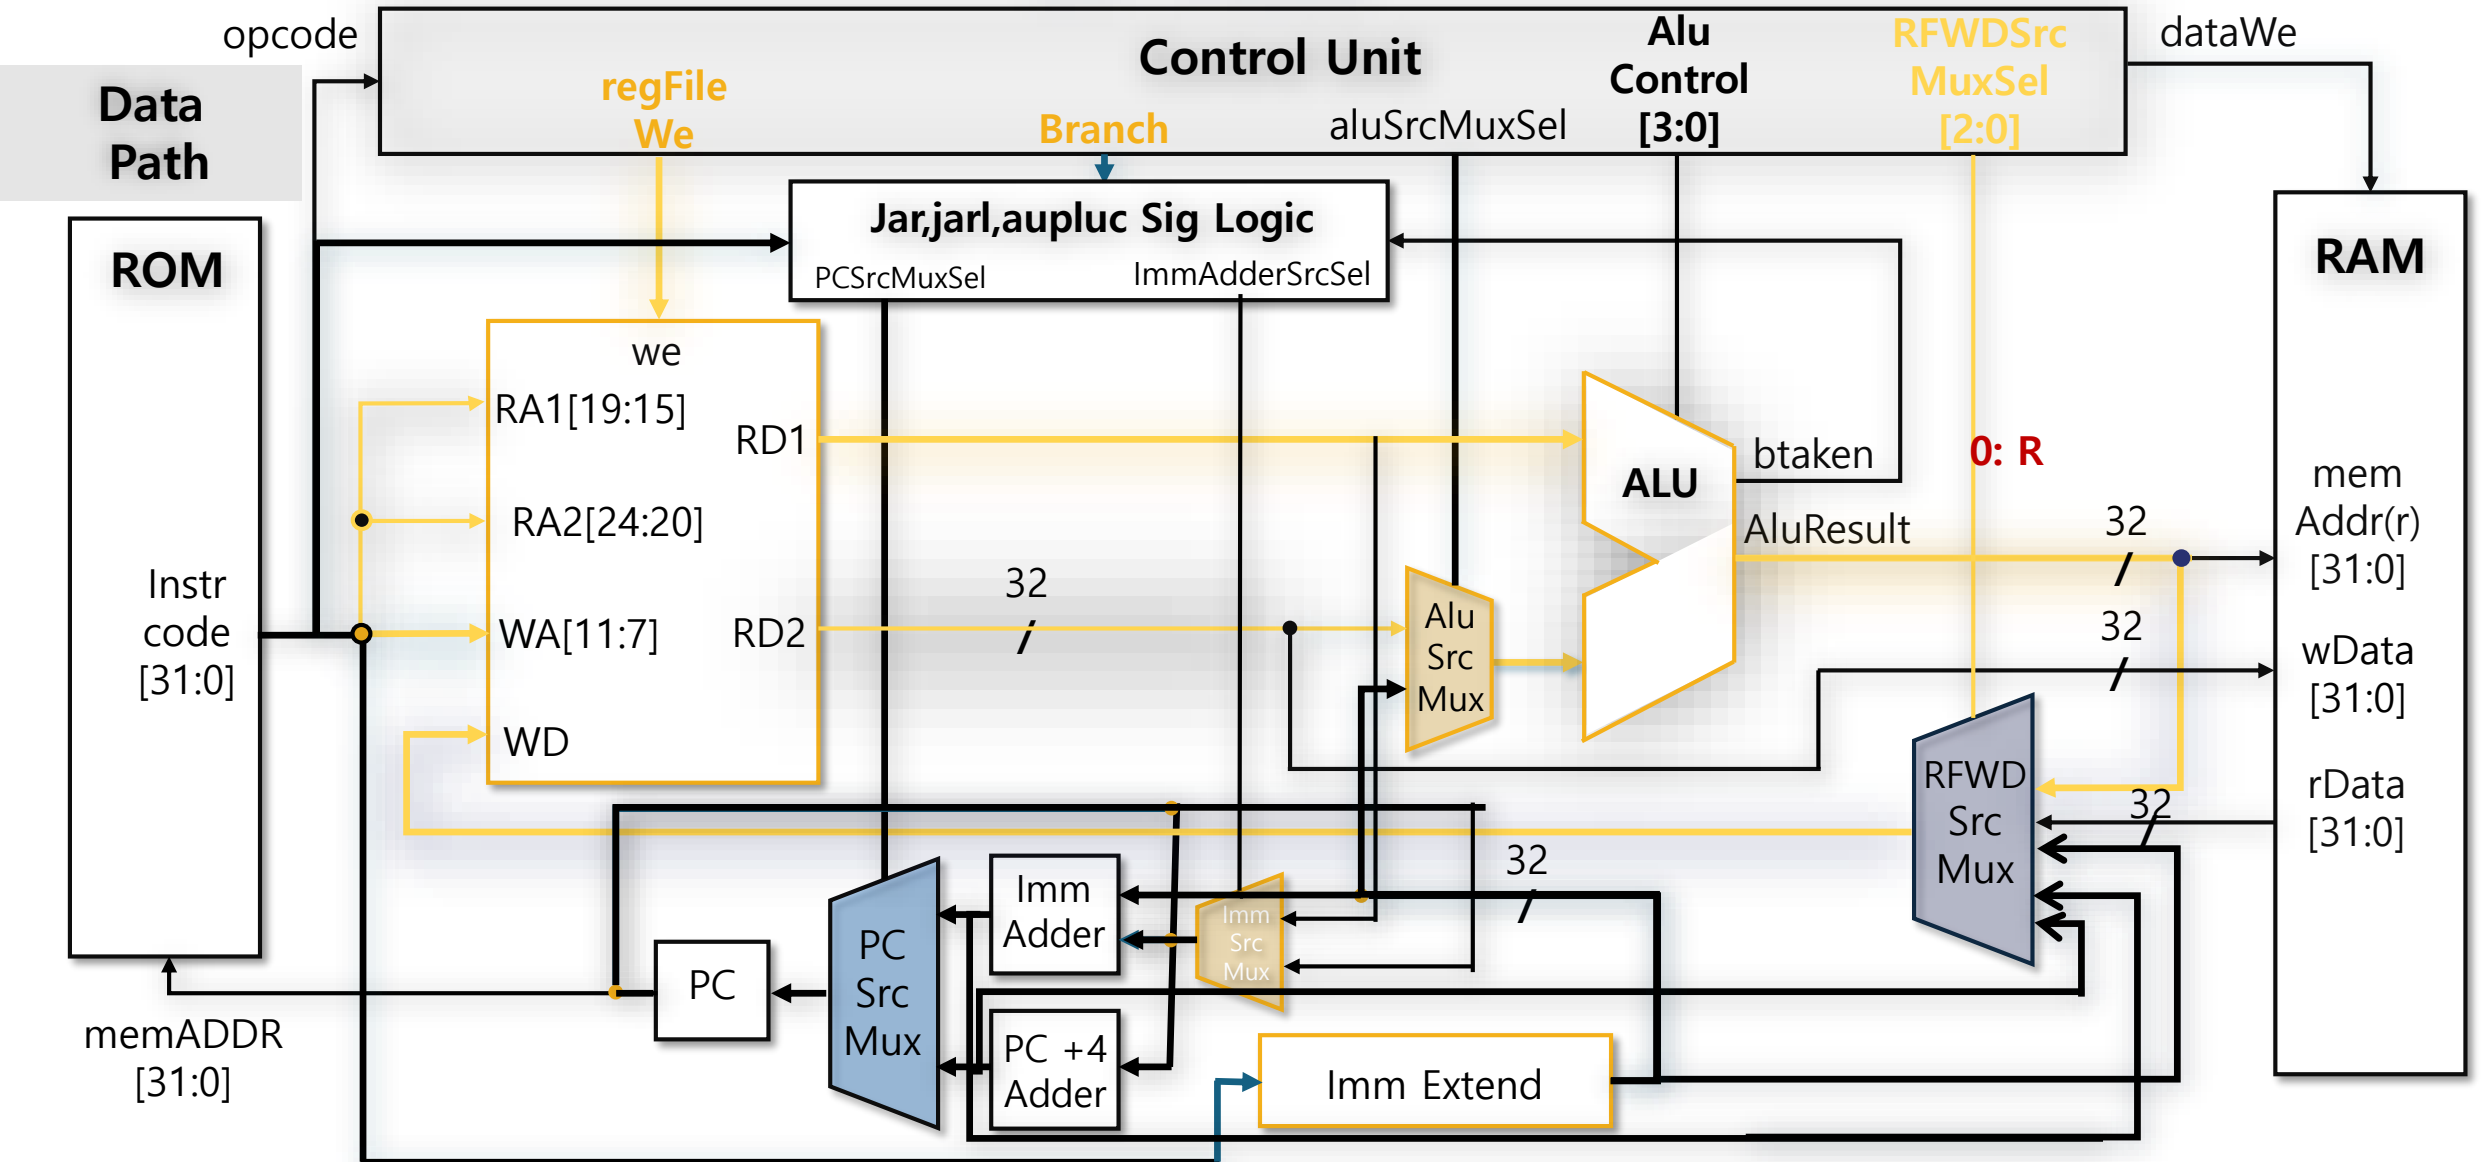 opcode
Control Unit
Alu
Control
[3:0]
RFWDSrc
MuxSel
[2:0]
dataWe
Data
Path
regFile
We
Branch
aluSrcMuxSel
Jar,jarl,aupluc Sig Logic
PCSrcMuxSel
ImmAdderSrcSel
ROM
Instr
code
[31:0]
we
RA1[19:15]
RA2[24:20]
WA[11:7]
WD
RD1
RD2
32
/
Alu
Src
Mux
ALU
btaken
AluResult
0: R
32
/
32
/
RAM
mem
Addr(r)
[31:0]
wData
[31:0]
rData
[31:0]
RFWD
Src
Mux
32
/
32
/
Imm
Adder
Imm
Src
Mux
PC
Src
Mux
PC
PC +4
Adder
Imm Extend
memADDR
[31:0]